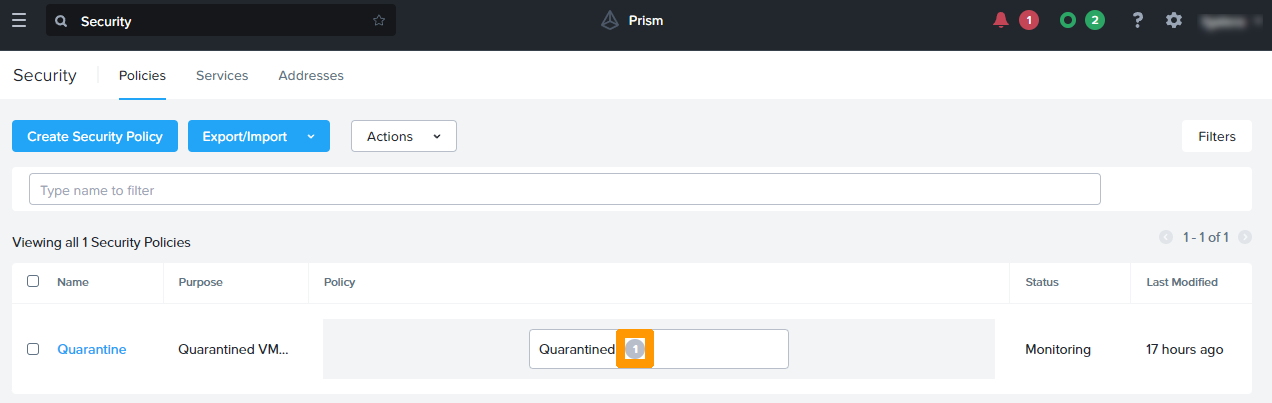 Security
Prism
1
2
?
Security
Policies
Services
Addresses
Create Security Policy
Export/Import
Actions
Filters
Type name to filter
Viewing all 1 Security Policies
1 - 1 of 1
Name Purpose Policy Status Last Modified
Quarantine Quarantined VM... Quarantined 1 Monitoring 17 hours ago